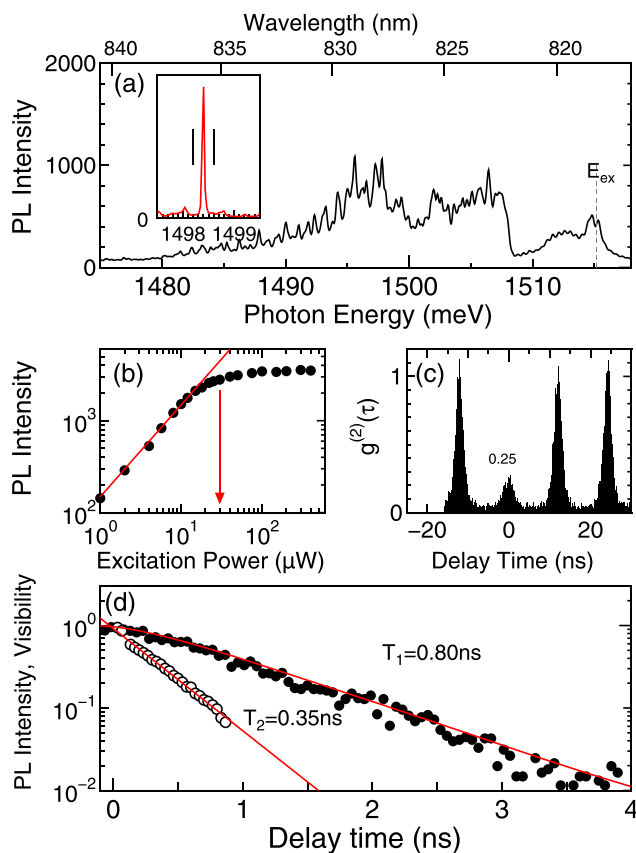 Wavelength (nm)
840 835 830 825 820
2000
1000
0
PL Intensity
(a)
0
1498 1499
E_ex
1480 1490 1500 1510
Photon Energy (meV)
(b)
10^3
10^2
PL Intensity
10^0 10^1 10^2
Excitation Power (μW)
(c)
1
0
g^(2)(τ)
0.25
-20 0 20
Delay Time (ns)
(d)
10^0
10^-1
10^-2
PL Intensity, Visibility
T_1=0.80ns
T_2=0.35ns
0 1 2 3 4
Delay time (ns)